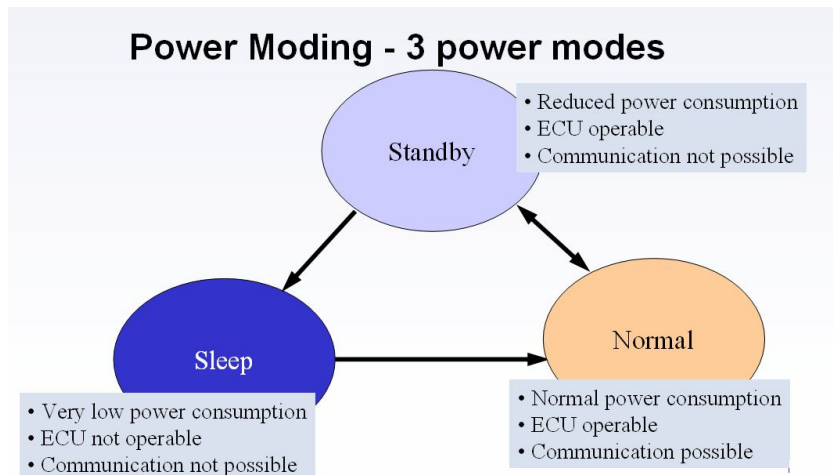 Power Moding - 3 power modes
Standby
• Reduced power consumption
• ECU operable
• Communication not possible
Sleep
• Very low power consumption
• ECU not operable
• Communication not possible
Normal
• Normal power consumption
• ECU operable
• Communication possible